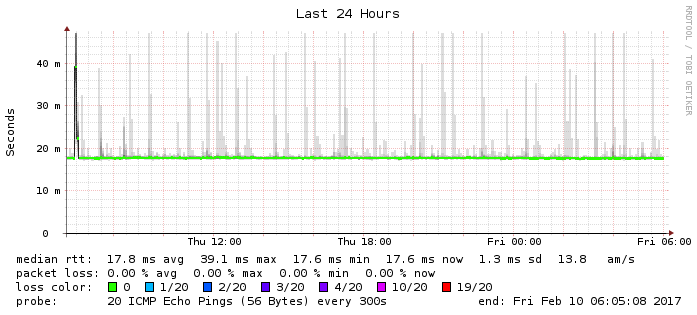 Last 24 Hours
RRDTOOL / TOBI OETIKER
Seconds
40 m
30 m
20 m
10 m
0
Thu 12:00 Thu 18:00 Fri 00:00 Fri 06:00
median rtt: 17.8 ms avg 39.1 ms max 17.6 ms min 17.6 ms now 1.3 ms sd 13.8 am/s
packet loss: 0.00 % avg 0.00 % max 0.00 % min 0.00 % now
loss color: 0 1/20 2/20 3/20 4/20 10/20 19/20
probe: 20 ICMP Echo Pings (56 Bytes) every 300s end: Fri Feb 10 06:05:08 2017